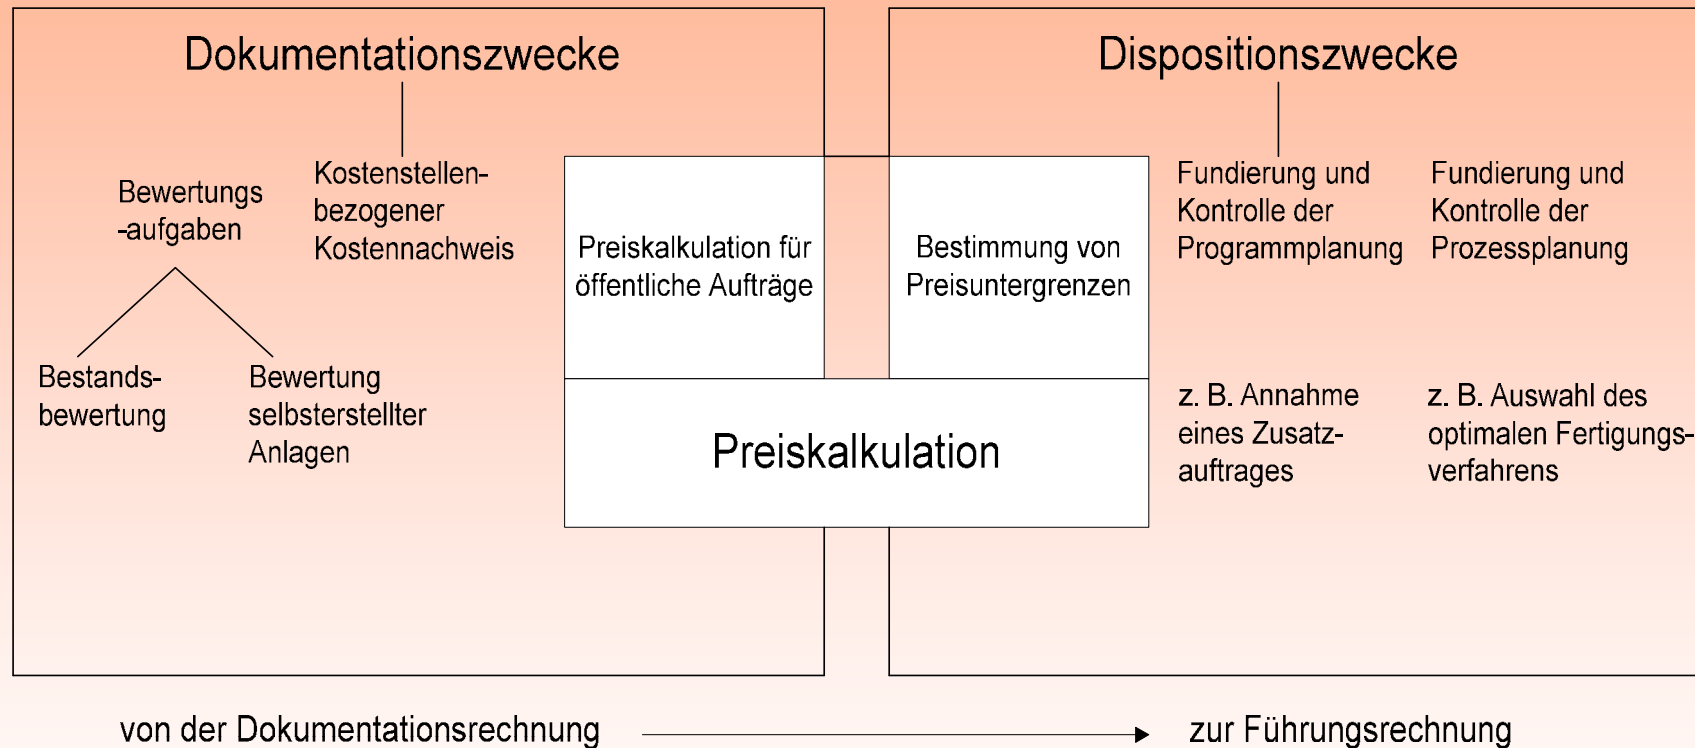 Dokumentationszwecke
Bewertungs
-aufgaben
Kostenstellen-
bezogener
Kostennachweis
Bestands-
bewertung
Bewertung
selbsterstellter
Anlagen
Preiskalkulation für
öffentliche Aufträge
Dispositionszwecke
Bestimmung von
Preisuntergrenzen
Preiskalkulation
Fundierung und
Kontrolle der
Programmplanung
Fundierung und
Kontrolle der
Prozessplanung
z. B. Annahme
eines Zusatz-
auftrages
z. B. Auswahl des
optimalen Fertigungs-
verfahrens
von der Dokumentationsrechnung
zur Führungsrechnung